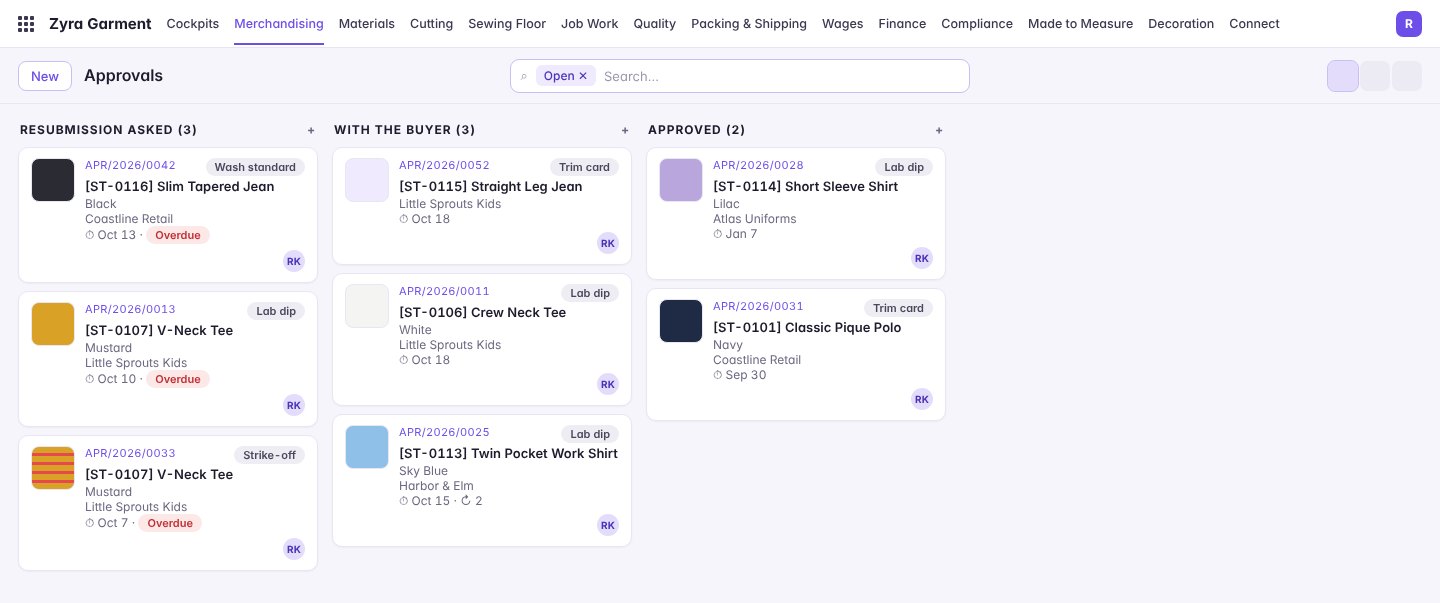 Zyra Garment Cockpits Merchandising Materials Cutting Sewing Floor Job Work Quality Packing & Shipping Wages Finance Compliance Made to Measure Decoration Connect R
New Approvals Open ✕ Search...
RESUBMISSION ASKED (3) +
APR/2026/0042 Wash standard
[ST-0116] Slim Tapered Jean
Black
Coastline Retail
⏱ Oct 13 · Overdue
RK
APR/2026/0013 Lab dip
[ST-0107] V-Neck Tee
Mustard
Little Sprouts Kids
⏱ Oct 10 · Overdue
RK
APR/2026/0033 Strike-off
[ST-0107] V-Neck Tee
Mustard
Little Sprouts Kids
⏱ Oct 7 · Overdue
RK
WITH THE BUYER (3) +
APR/2026/0052 Trim card
[ST-0115] Straight Leg Jean
Little Sprouts Kids
⏱ Oct 18
RK
APR/2026/0011 Lab dip
[ST-0106] Crew Neck Tee
White
Little Sprouts Kids
⏱ Oct 18
RK
APR/2026/0025 Lab dip
[ST-0113] Twin Pocket Work Shirt
Sky Blue
Harbor & Elm
⏱ Oct 15 · ↻ 2
RK
APPROVED (2) +
APR/2026/0028 Lab dip
[ST-0114] Short Sleeve Shirt
Lilac
Atlas Uniforms
⏱ Jan 7
RK
APR/2026/0031 Trim card
[ST-0101] Classic Pique Polo
Navy
Coastline Retail
⏱ Sep 30
RK